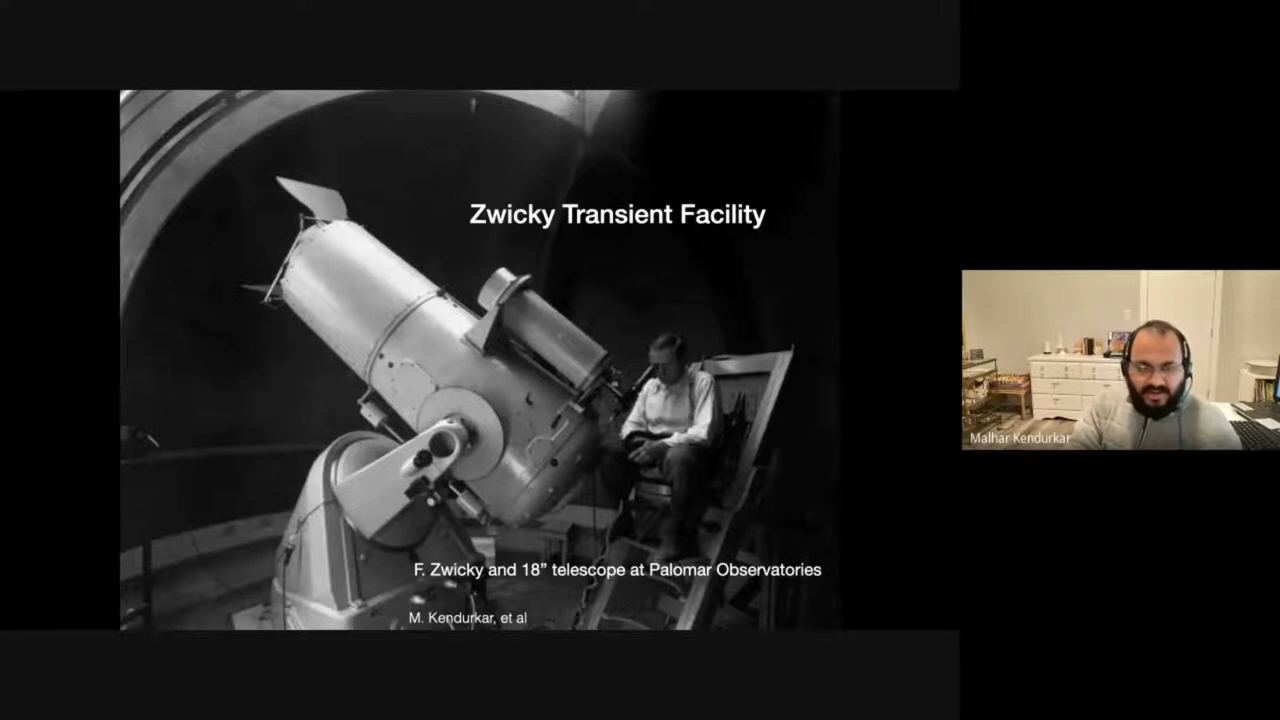 Zwicky Transient Facility
F. Zwicky and 18” telescope at Palomar Observatories
M. Kendurkar, et al
Malhar Kendurkar